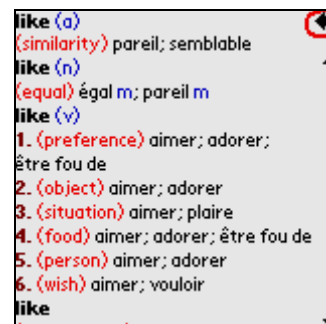 like (a)
(similarity) pareil; semblable
like (n)
(equal) égal m; pareil m
like (v)
1. (preference) aimer; adorer;
être fou de
2. (object) aimer; adorer
3. (situation) aimer; plaire
4. (food) aimer; adorer; être fou de
5. (person) aimer; adorer
6. (wish) aimer; vouloir
like